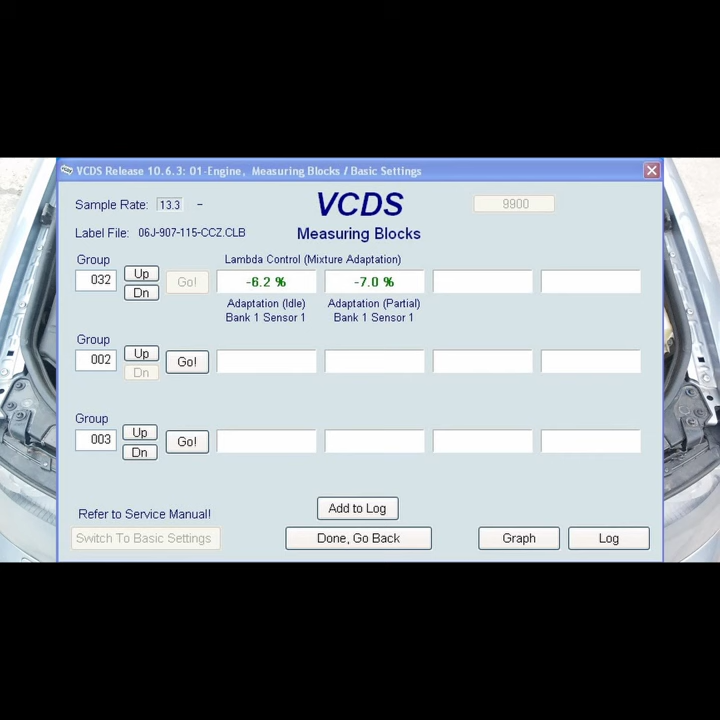 VCDS Release 10.6.3: 01-Engine, Measuring Blocks / Basic Settings
Sample Rate: 13.3 -
VCDS
9900
Label File: 06J-907-115-CCZ.CLB
Measuring Blocks
Group
Lambda Control (Mixture Adaptation)
032 Up Dn Go! -6.2 % -7.0 %
Adaptation (Idle) Adaptation (Partial)
Bank 1 Sensor 1 Bank 1 Sensor 1
Group
002 Up Dn Go!
Group
003 Up Dn Go!
Add to Log
Refer to Service Manual!
Switch To Basic Settings Done, Go Back Graph Log